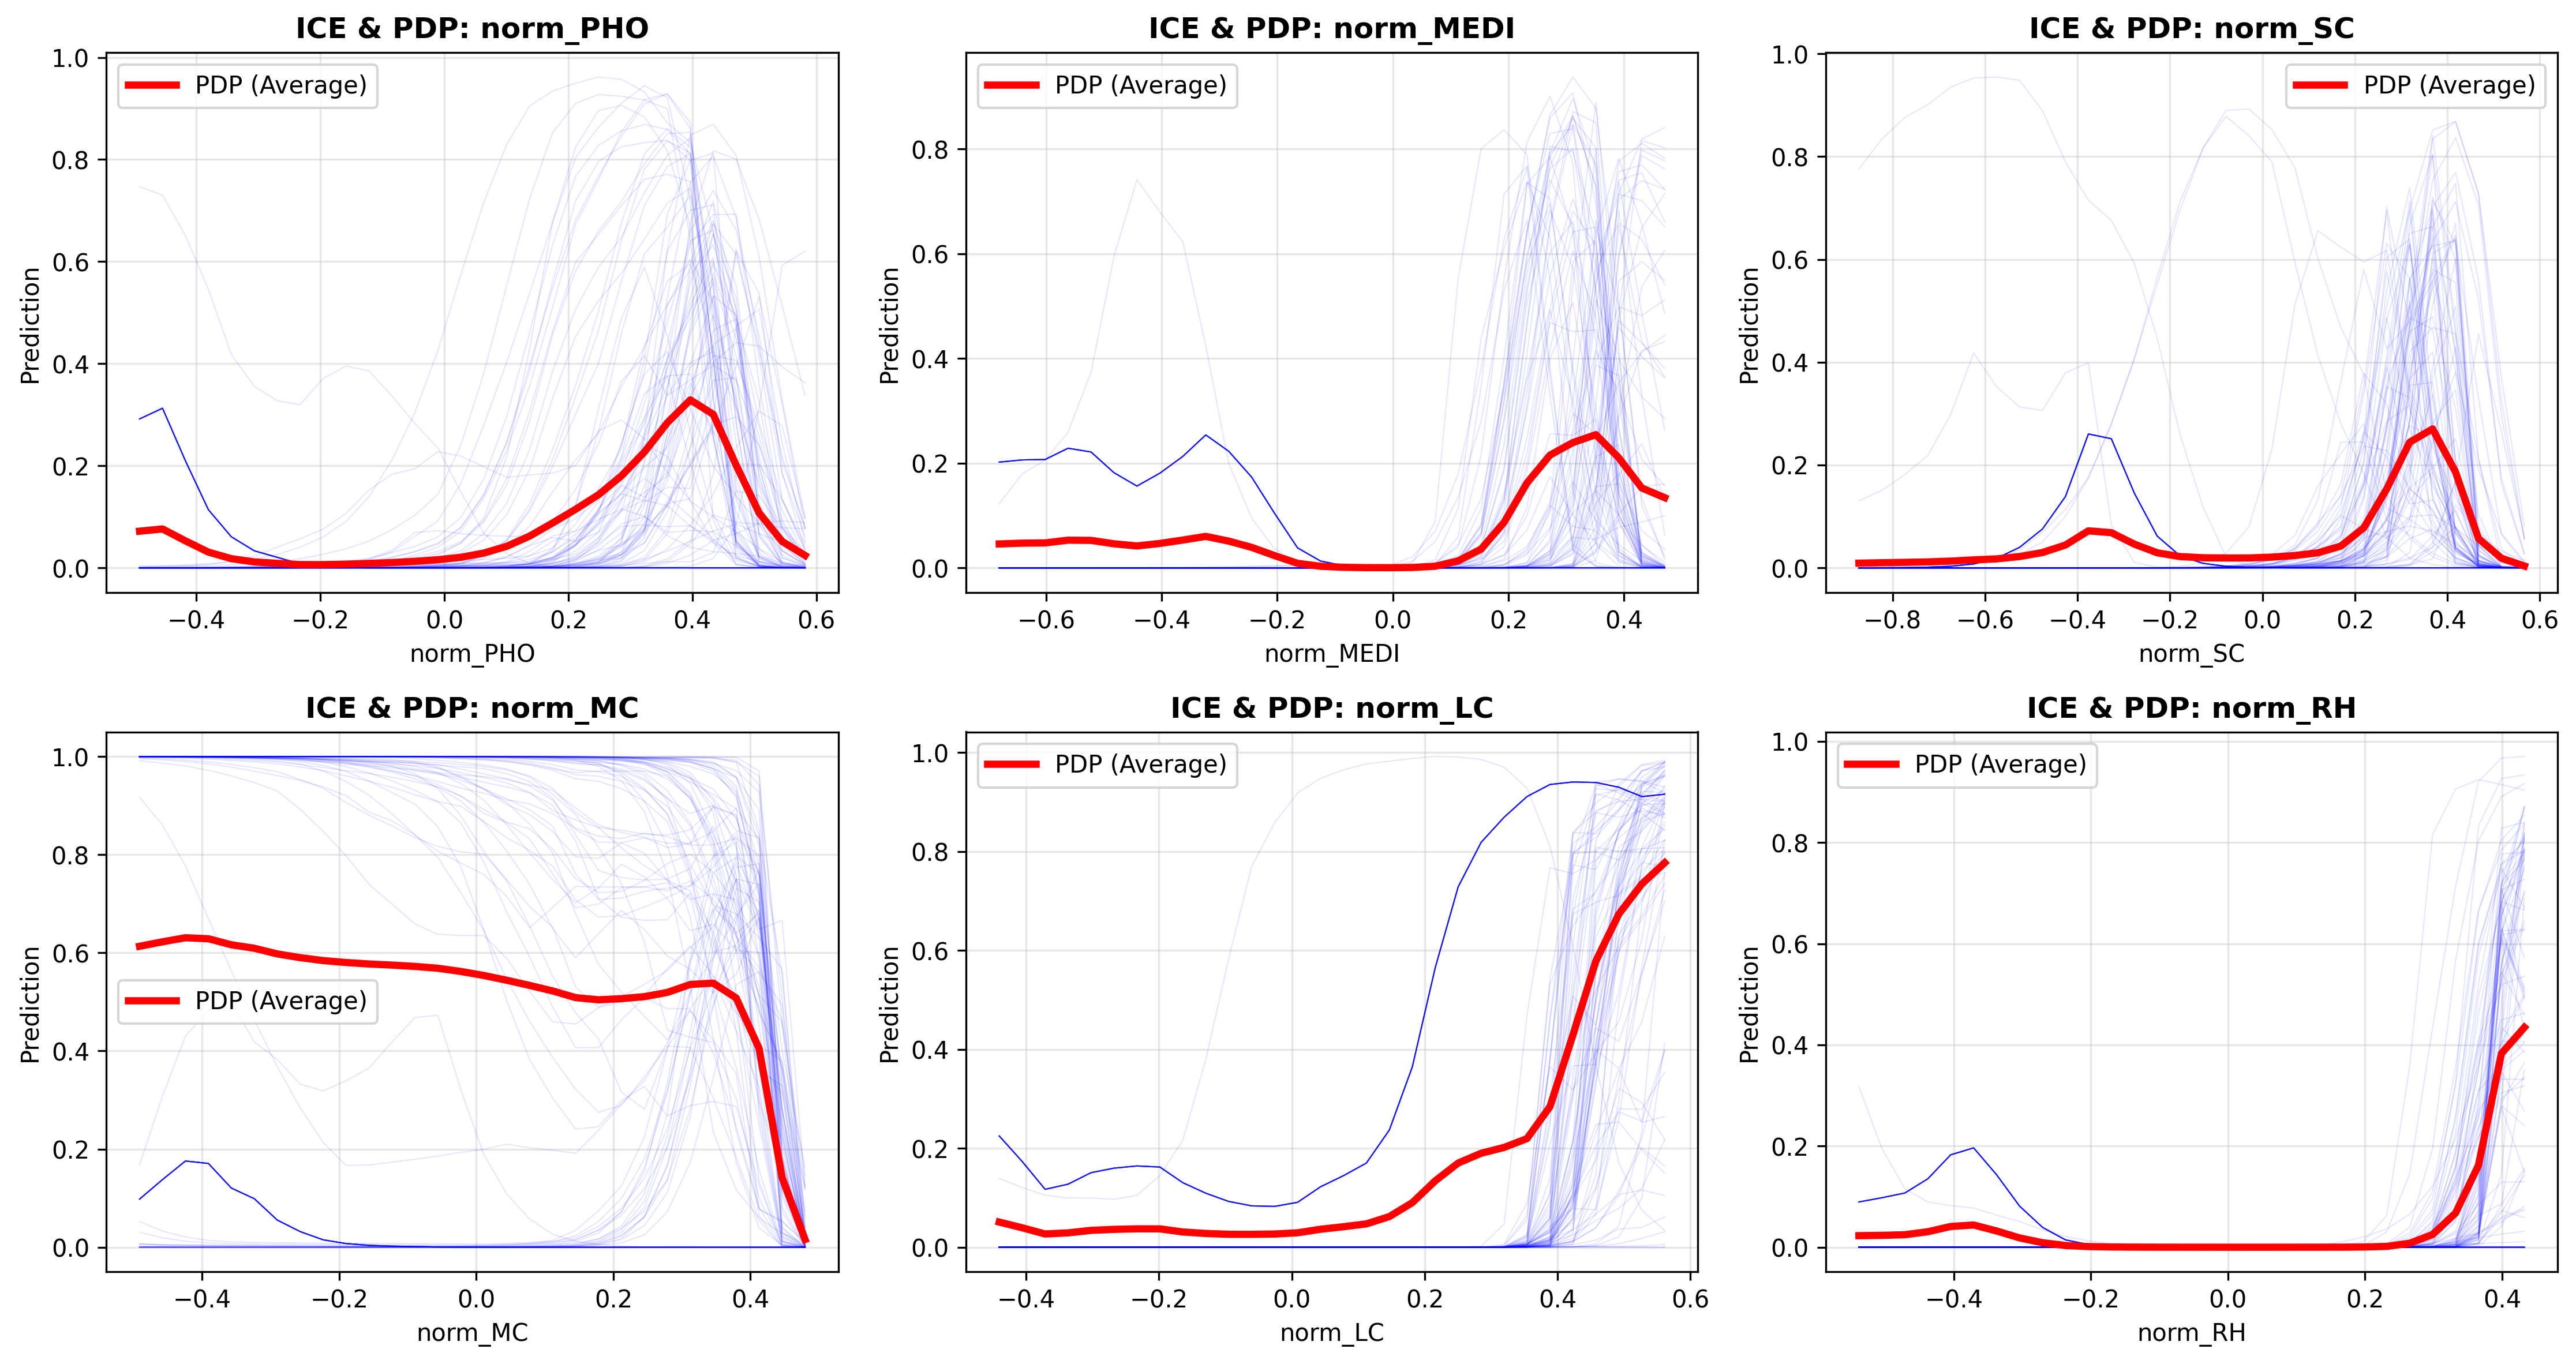 ICE & PDP: norm_PHO
PDP (Average)
1.0
0.8
0.6
0.4
0.2
0.0
Prediction
−0.4 −0.2 0.0 0.2 0.4 0.6
norm_PHO
ICE & PDP: norm_MEDI
PDP (Average)
0.8
0.6
0.4
0.2
0.0
Prediction
−0.6 −0.4 −0.2 0.0 0.2 0.4
norm_MEDI
ICE & PDP: norm_SC
PDP (Average)
1.0
0.8
0.6
0.4
0.2
0.0
Prediction
−0.8 −0.6 −0.4 −0.2 0.0 0.2 0.4 0.6
norm_SC
ICE & PDP: norm_MC
PDP (Average)
1.0
0.8
0.6
0.4
0.2
0.0
Prediction
−0.4 −0.2 0.0 0.2 0.4
norm_MC
ICE & PDP: norm_LC
PDP (Average)
1.0
0.8
0.6
0.4
0.2
0.0
Prediction
−0.4 −0.2 0.0 0.2 0.4 0.6
norm_LC
ICE & PDP: norm_RH
PDP (Average)
1.0
0.8
0.6
0.4
0.2
0.0
Prediction
−0.4 −0.2 0.0 0.2 0.4
norm_RH